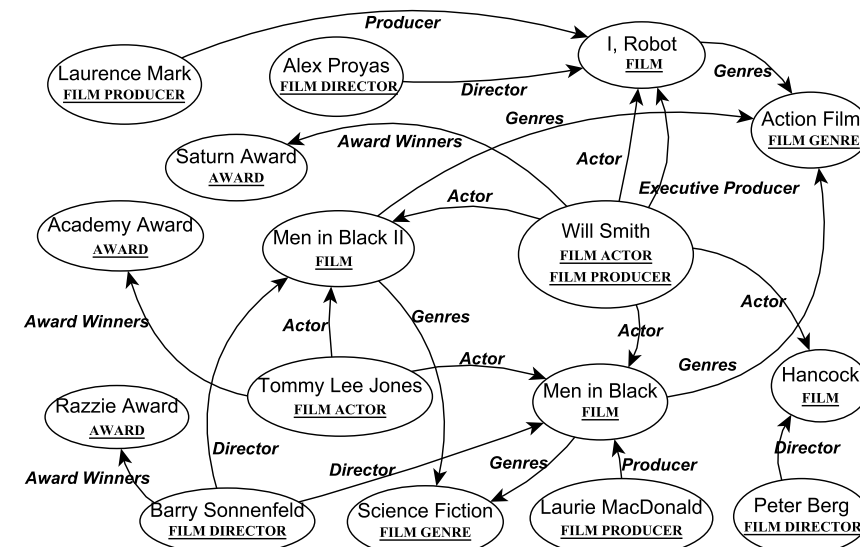 Producer
I, Robot
FILM
Laurence Mark
FILM PRODUCER
Alex Proyas
FILM DIRECTOR
Director
Genres
Action Film
FILM GENRE
Genres
Award Winners
Saturn Award
AWARD
Actor
Executive Producer
Actor
Academy Award
AWARD
Men in Black II
FILM
Will Smith
FILM ACTOR
FILM PRODUCER
Award Winners
Actor
Genres
Actor
Actor
Actor
Genres
Tommy Lee Jones
FILM ACTOR
Men in Black
FILM
Hancock
FILM
Razzie Award
AWARD
Director
Director
Genres
Producer
Director
Award Winners
Barry Sonnenfeld
FILM DIRECTOR
Science Fiction
FILM GENRE
Laurie MacDonald
FILM PRODUCER
Peter Berg
FILM DIRECTOR